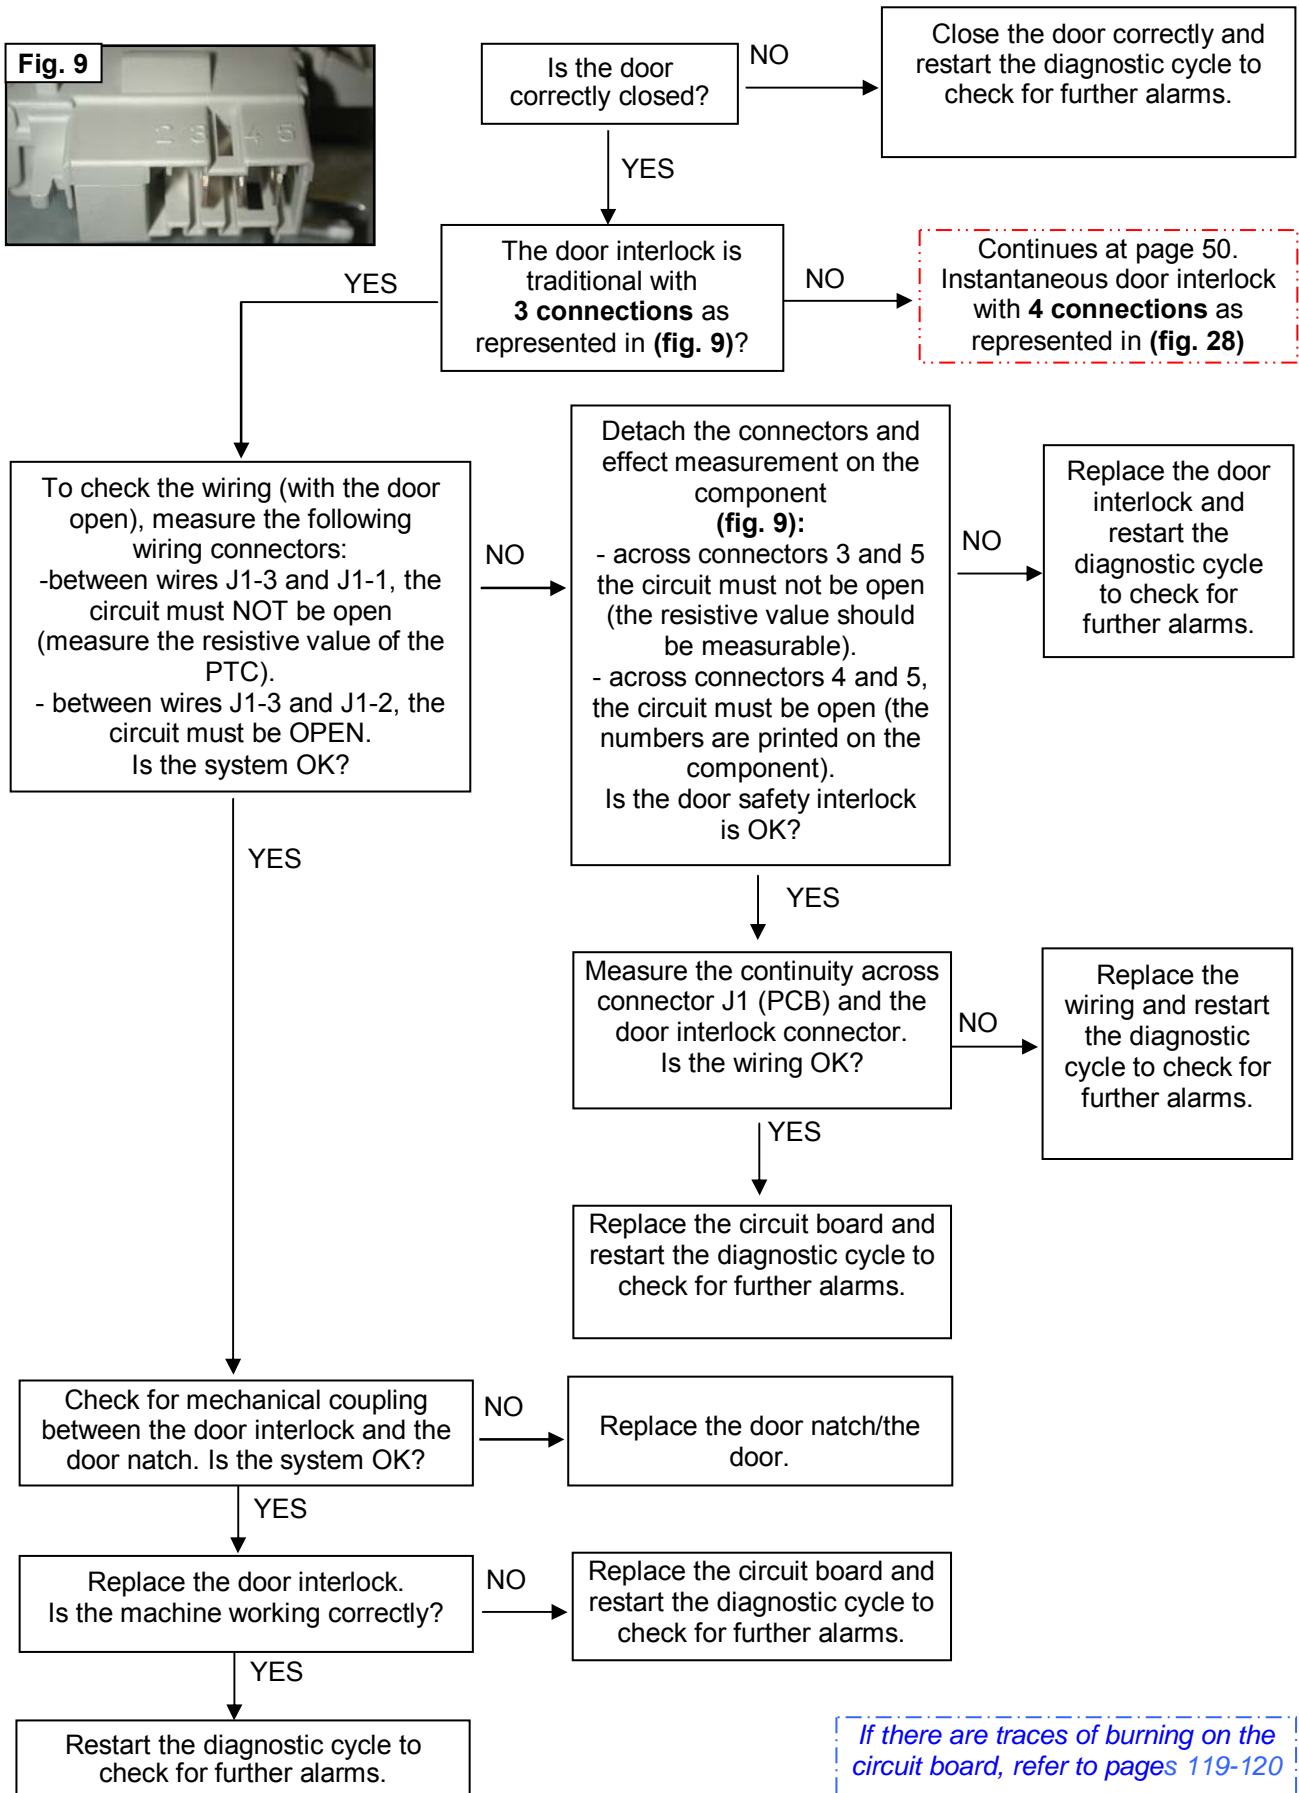 Fig. 9
2 3 4 5
Is the door
correctly closed?
NO
Close the door correctly and
restart the diagnostic cycle to
check for further alarms.
YES
The door interlock is
traditional with
3 connections as
represented in (fig. 9)?
YES
NO
Continues at page 50.
Instantaneous door interlock
with 4 connections as
represented in (fig. 28)
To check the wiring (with the door
open), measure the following
wiring connectors:
-between wires J1-3 and J1-1, the
circuit must NOT be open
(measure the resistive value of the
PTC).
- between wires J1-3 and J1-2, the
circuit must be OPEN.
Is the system OK?
NO
Detach the connectors and
effect measurement on the
component
(fig. 9):
- across connectors 3 and 5
the circuit must not be open
(the resistive value should
be measurable).
- across connectors 4 and 5,
the circuit must be open (the
numbers are printed on the
component).
Is the door safety interlock
is OK?
NO
Replace the door
interlock and
restart the
diagnostic cycle
to check for
further alarms.
YES
YES
Measure the continuity across
connector J1 (PCB) and the
door interlock connector.
Is the wiring OK?
NO
Replace the
wiring and restart
the diagnostic
cycle to check for
further alarms.
YES
Replace the circuit board and
restart the diagnostic cycle to
check for further alarms.
Check for mechanical coupling
between the door interlock and the
door natch. Is the system OK?
NO
Replace the door natch/the
door.
YES
Replace the door interlock.
Is the machine working correctly?
NO
Replace the circuit board and
restart the diagnostic cycle to
check for further alarms.
YES
Restart the diagnostic cycle to
check for further alarms.
If there are traces of burning on the
circuit board, refer to pages 119-120